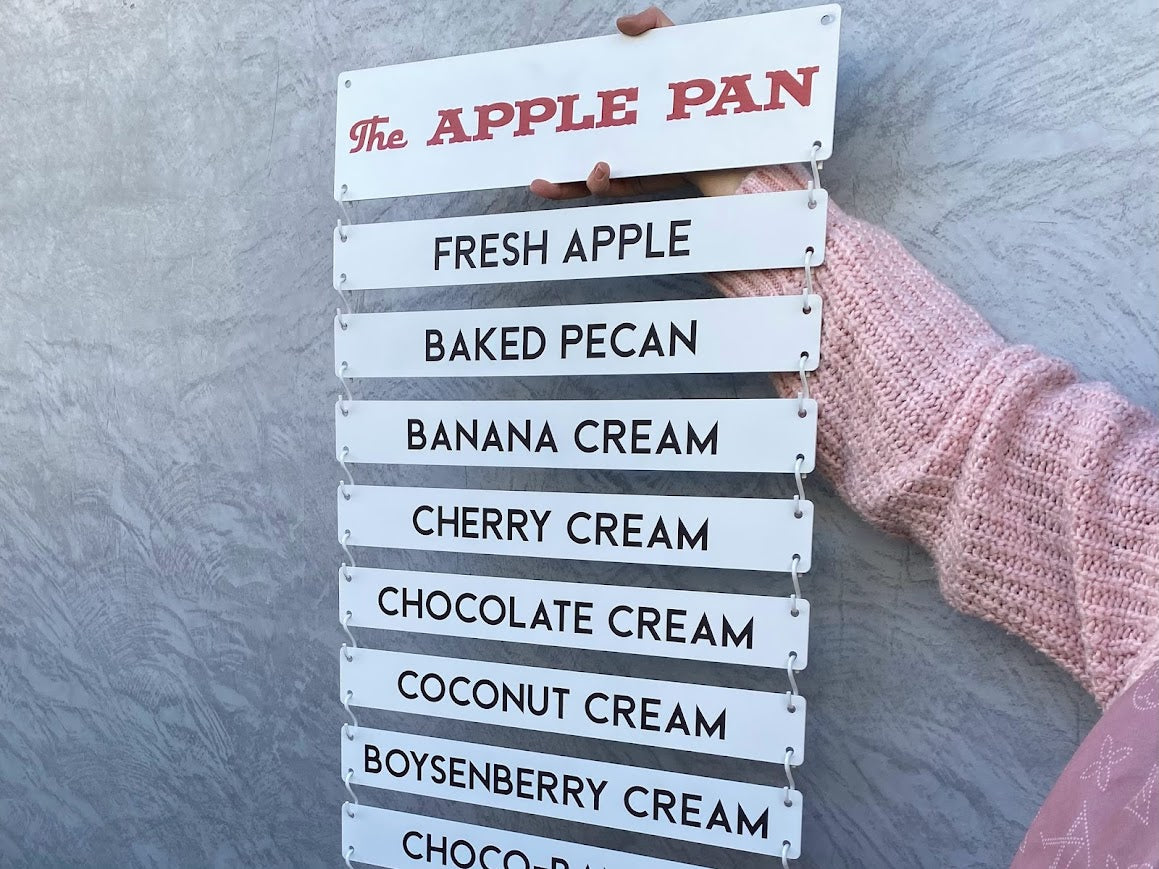 The APPLE PAN
FRESH APPLE
BAKED PECAN
BANANA CREAM
CHERRY CREAM
CHOCOLATE CREAM
COCONUT CREAM
BOYSENBERRY CREAM